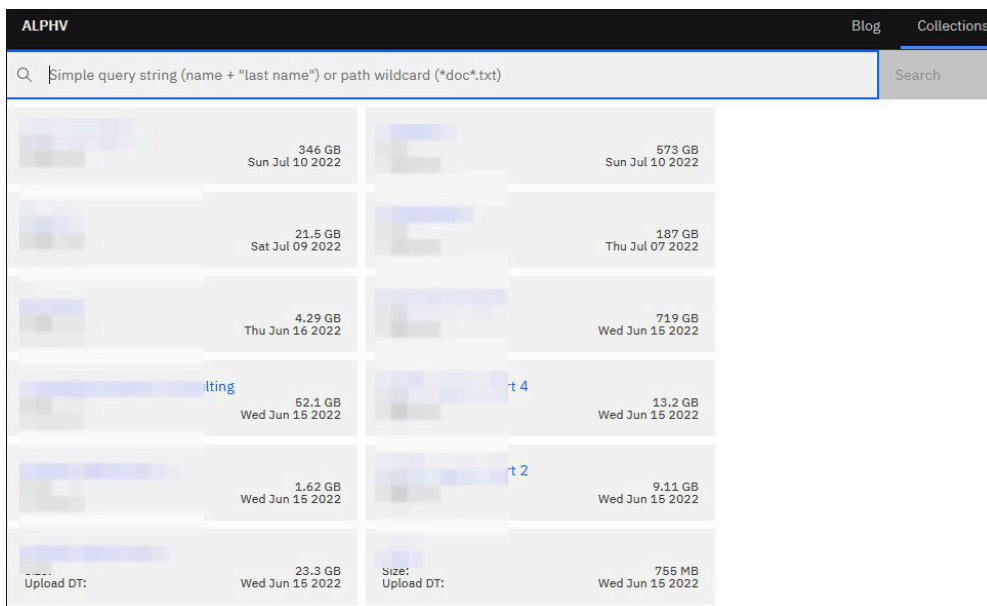 ALPHV Blog Collections
Simple query string (name + "last name") or path wildcard (*doc*.txt) Search
346 GB 573 GB
Sun Jul 10 2022 Sun Jul 10 2022
21.5 GB 187 GB
Sat Jul 09 2022 Thu Jul 07 2022
4.29 GB 719 GB
Thu Jun 16 2022 Wed Jun 15 2022
lting rt 4
52.1 GB 13.2 GB
Wed Jun 15 2022 Wed Jun 15 2022
rt 2
1.62 GB 9.11 GB
Wed Jun 15 2022 Wed Jun 15 2022
23.3 GB Size: 755 MB
Upload DT: Wed Jun 15 2022 Upload DT: Wed Jun 15 2022